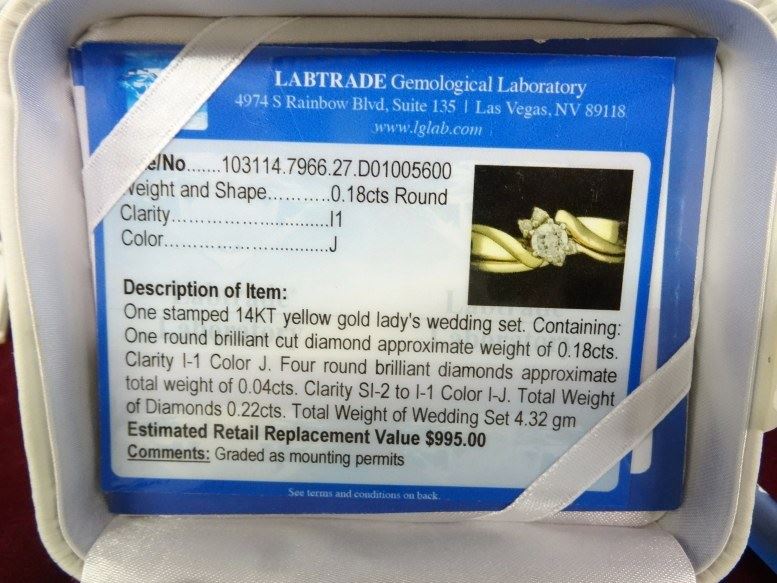 LABTRADE Gemological Laboratory
4974 S Rainbow Blvd, Suite 135 | Las Vegas, NV 89118
www.lglab.com
e/No.......103114.7966.27.D01005600
eight and Shape...........0.18cts Round
Clarity..............................I1
Color................................J
Description of Item:
One stamped 14KT yellow gold lady's wedding set. Containing:
One round brilliant cut diamond approximate weight of 0.18cts.
Clarity I-1 Color J. Four round brilliant diamonds approximate
total weight of 0.04cts. Clarity SI-2 to I-1 Color I-J. Total Weight
of Diamonds 0.22cts. Total Weight of Wedding Set 4.32 gm
Estimated Retail Replacement Value $995.00
Comments: Graded as mounting permits
See terms and conditions on back.